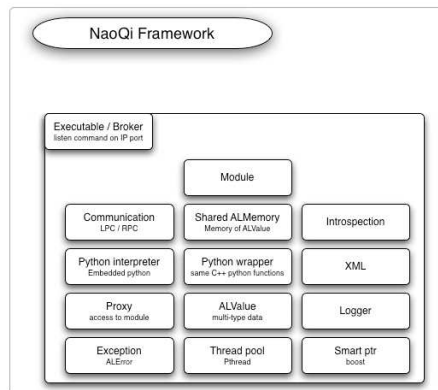 NaoQi Framework
Executable / Broker
listen command on IP port
Module
Communication
LPC / RPC
Shared ALMemory
Memory of ALValue
Introspection
Python interpreter
Embedded python
Python wrapper
same C++ python functions
XML
Proxy
access to module
ALValue
multi-type data
Logger
Exception
ALError
Thread pool
Pthread
Smart ptr
boost